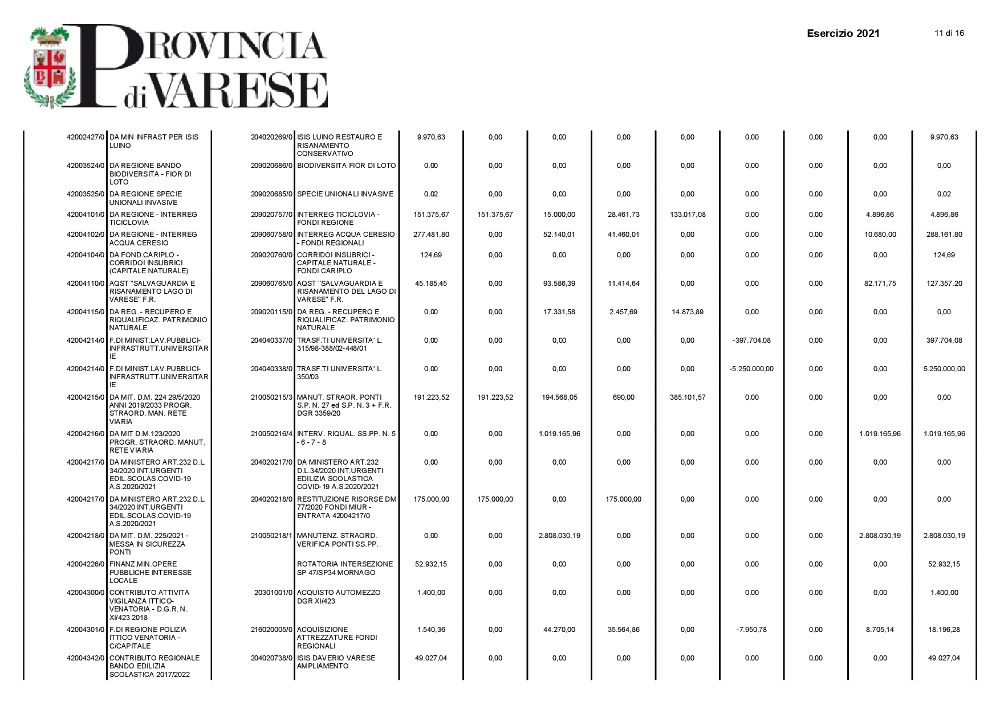 PROVINCIA
di VARESE
B
Esercizio 2021 11 di 16
42002427/0 DA MIN INFRAST PER ISIS LUINO 204020269/0 ISIS LUINO RESTAURO E RISANAMENTO CONSERVATIVO 9.970,63 0,00 0,00 0,00 0,00 0,00 0,00 0,00 9.970,63
42003524/0 DA REGIONE BANDO BIODIVERSITA - FIOR DI LOTO 209020686/0 BIODIVERSITA FIOR DI LOTO 0,00 0,00 0,00 0,00 0,00 0,00 0,00 0,00 0,00
42003525/0 DA REGIONE SPECIE UNIONALI INVASIVE 209020685/0 SPECIE UNIONALI INVASIVE 0,02 0,00 0,00 0,00 0,00 0,00 0,00 0,00 0,02
42004101/0 DA REGIONE - INTERREG TICICLOVIA 209020757/0 INTERREG TICICLOVIA - FONDI REGIONE 151.375,67 151.375,67 15.000,00 28.461,73 133.017,08 0,00 0,00 4.896,86 4.896,86
42004102/0 DA REGIONE - INTERREG ACQUA CERESIO 209060758/0 INTERREG ACQUA CERESIO - FONDI REGIONALI 277.481,80 0,00 52.140,01 41.460,01 0,00 0,00 0,00 10.680,00 288.161,80
42004104/0 DA FOND.CARIPLO - CORRIDOI INSUBRICI (CAPITALE NATURALE) 209020760/0 CORRIDOI INSUBRICI - CAPITALE NATURALE - FONDI CARIPLO 124,69 0,00 0,00 0,00 0,00 0,00 0,00 0,00 124,69
42004110/0 AQST "SALVAGUARDIA E RISANAMENTO LAGO DI VARESE" F.R. 209060765/0 AQST "SALVAGUARDIA E RISANAMENTO DEL LAGO DI VARESE" F.R. 45.185,45 0,00 93.586,39 11.414,64 0,00 0,00 0,00 82.171,75 127.357,20
42004115/0 DA REG. - RECUPERO E RIQUALIFICAZ. PATRIMONIO NATURALE 209020115/0 DA REG. - RECUPERO E RIQUALIFICAZ. PATRIMONIO NATURALE 0,00 0,00 17.331,58 2.457,69 14.873,89 0,00 0,00 0,00 0,00
42004214/0 F.DI MINIST.LAV.PUBBLICI-INFRASTRUTT.UNIVERSITAR IE 204040337/0 TRASF.TI UNIVERSITA' L. 315/98-388/02-448/01 0,00 0,00 0,00 0,00 0,00 -397.704,08 0,00 0,00 397.704,08
42004214/0 F.DI MINIST.LAV.PUBBLICI-INFRASTRUTT.UNIVERSITAR IE 204040338/0 TRASF.TI UNIVERSITA' L. 350/03 0,00 0,00 0,00 0,00 0,00 -5.250.000,00 0,00 0,00 5.250.000,00
42004215/0 DA MIT. D.M. 224 29/5/2020 ANNI 2019/2033 PROGR. STRAORD. MAN. RETE VIARIA 210050215/3 MANUT. STRAOR. PONTI S.P. N. 27 ed S.P. N. 3 + F.R. DGR 3359/20 191.223,52 191.223,52 194.568,05 690,00 385.101,57 0,00 0,00 0,00 0,00
42004216/0 DA MIT D.M.123/2020 PROGR. STRAORD. MANUT. RETE VIARIA 210050216/4 INTERV. RIQUAL. SS.PP. N. 5 - 6 - 7 - 8 0,00 0,00 1.019.165,96 0,00 0,00 0,00 0,00 1.019.165,96 1.019.165,96
42004217/0 DA MINISTERO ART.232 D.L. 34/2020 INT.URGENTI EDIL.SCOLAS.COVID-19 A.S.2020/2021 204020217/0 DA MINISTERO ART.232 D.L.34/2020 INT.URGENTI EDILIZIA SCOLASTICA COVID-19 A.S.2020/2021 0,00 0,00 0,00 0,00 0,00 0,00 0,00 0,00 0,00
42004217/0 DA MINISTERO ART.232 D.L. 34/2020 INT.URGENTI EDIL.SCOLAS.COVID-19 A.S.2020/2021 204020218/0 RESTITUZIONE RISORSE DM 77/2020 FONDI MIUR - ENTRATA 42004217/0 175.000,00 175.000,00 0,00 175.000,00 0,00 0,00 0,00 0,00 0,00
42004218/0 DA MIT. D.M. 225/2021 - MESSA IN SICUREZZA PONTI 210050218/1 MANUTENZ. STRAORD. VERIFICA PONTI SS.PP. 0,00 0,00 2.808.030,19 0,00 0,00 0,00 0,00 2.808.030,19 2.808.030,19
42004226/0 FINANZ.MIN.OPERE PUBBLICHE INTERESSE LOCALE ROTATORIA INTERSEZIONE SP 47/SP34 MORNAGO 52.932,15 0,00 0,00 0,00 0,00 0,00 0,00 0,00 52.932,15
42004300/0 CONTRIBUTO ATTIVITA VIGILANZA ITTICO-VENATORIA - D.G.R. N. XI/423 2018 20301001/0 ACQUISTO AUTOMEZZO DGR XI/423 1.400,00 0,00 0,00 0,00 0,00 0,00 0,00 0,00 1.400,00
42004301/0 F.DI REGIONE POLIZIA ITTICO VENATORIA - C/CAPITALE 216020005/0 ACQUISIZIONE ATTREZZATURE FONDI REGIONALI 1.540,36 0,00 44.270,00 35.564,86 0,00 -7.950,78 0,00 8.705,14 18.196,28
42004342/0 CONTRIBUTO REGIONALE BANDO EDILIZIA SCOLASTICA 2017/2022 204020738/0 ISIS DAVERIO VARESE AMPLIAMENTO 49.027,04 0,00 0,00 0,00 0,00 0,00 0,00 0,00 49.027,04